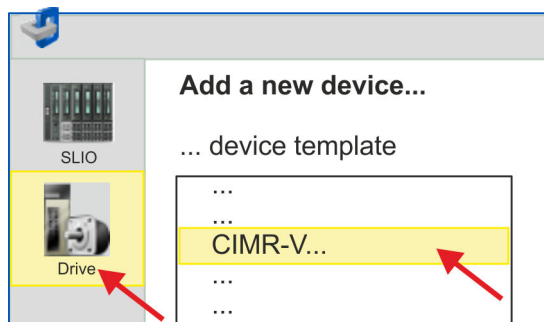 Add a new device...
SLIO
... device template
...
...
CIMR-V...
Drive
...
...